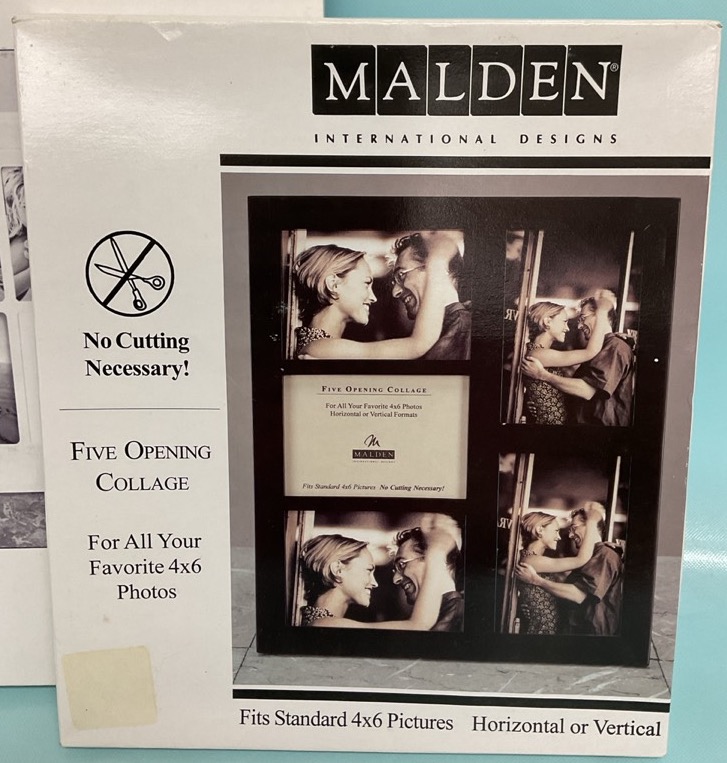 MALDEN®
INTERNATIONAL DESIGNS
No Cutting
Necessary!
FIVE OPENING
COLLAGE
For All Your
Favorite 4x6
Photos
FIVE OPENING COLLAGE
For All Your Favorite 4x6 Photos
Horizontal or Vertical Formats
MALDEN
INTERNATIONAL DESIGNS
Fits Standard 4x6 Pictures No Cutting Necessary!
Fits Standard 4x6 Pictures Horizontal or Vertical